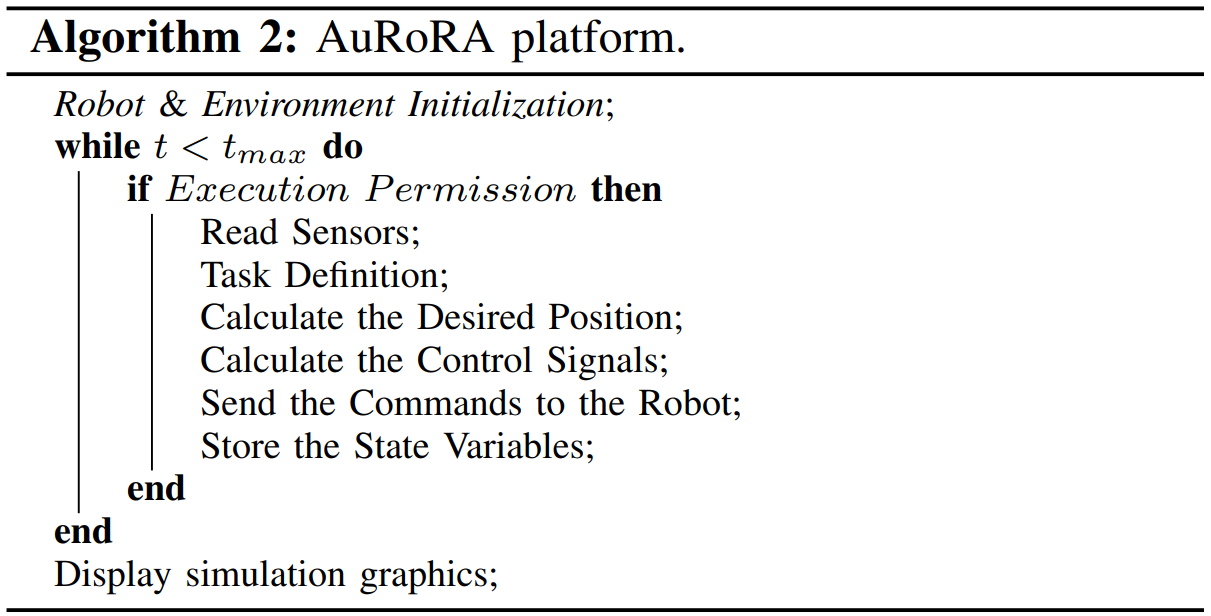 Algorithm 2: AuRoRA platform.
Robot & Environment Initialization;
while t < tmax do
if Execution Permission then
Read Sensors;
Task Definition;
Calculate the Desired Position;
Calculate the Control Signals;
Send the Commands to the Robot;
Store the State Variables;
end
end
Display simulation graphics;